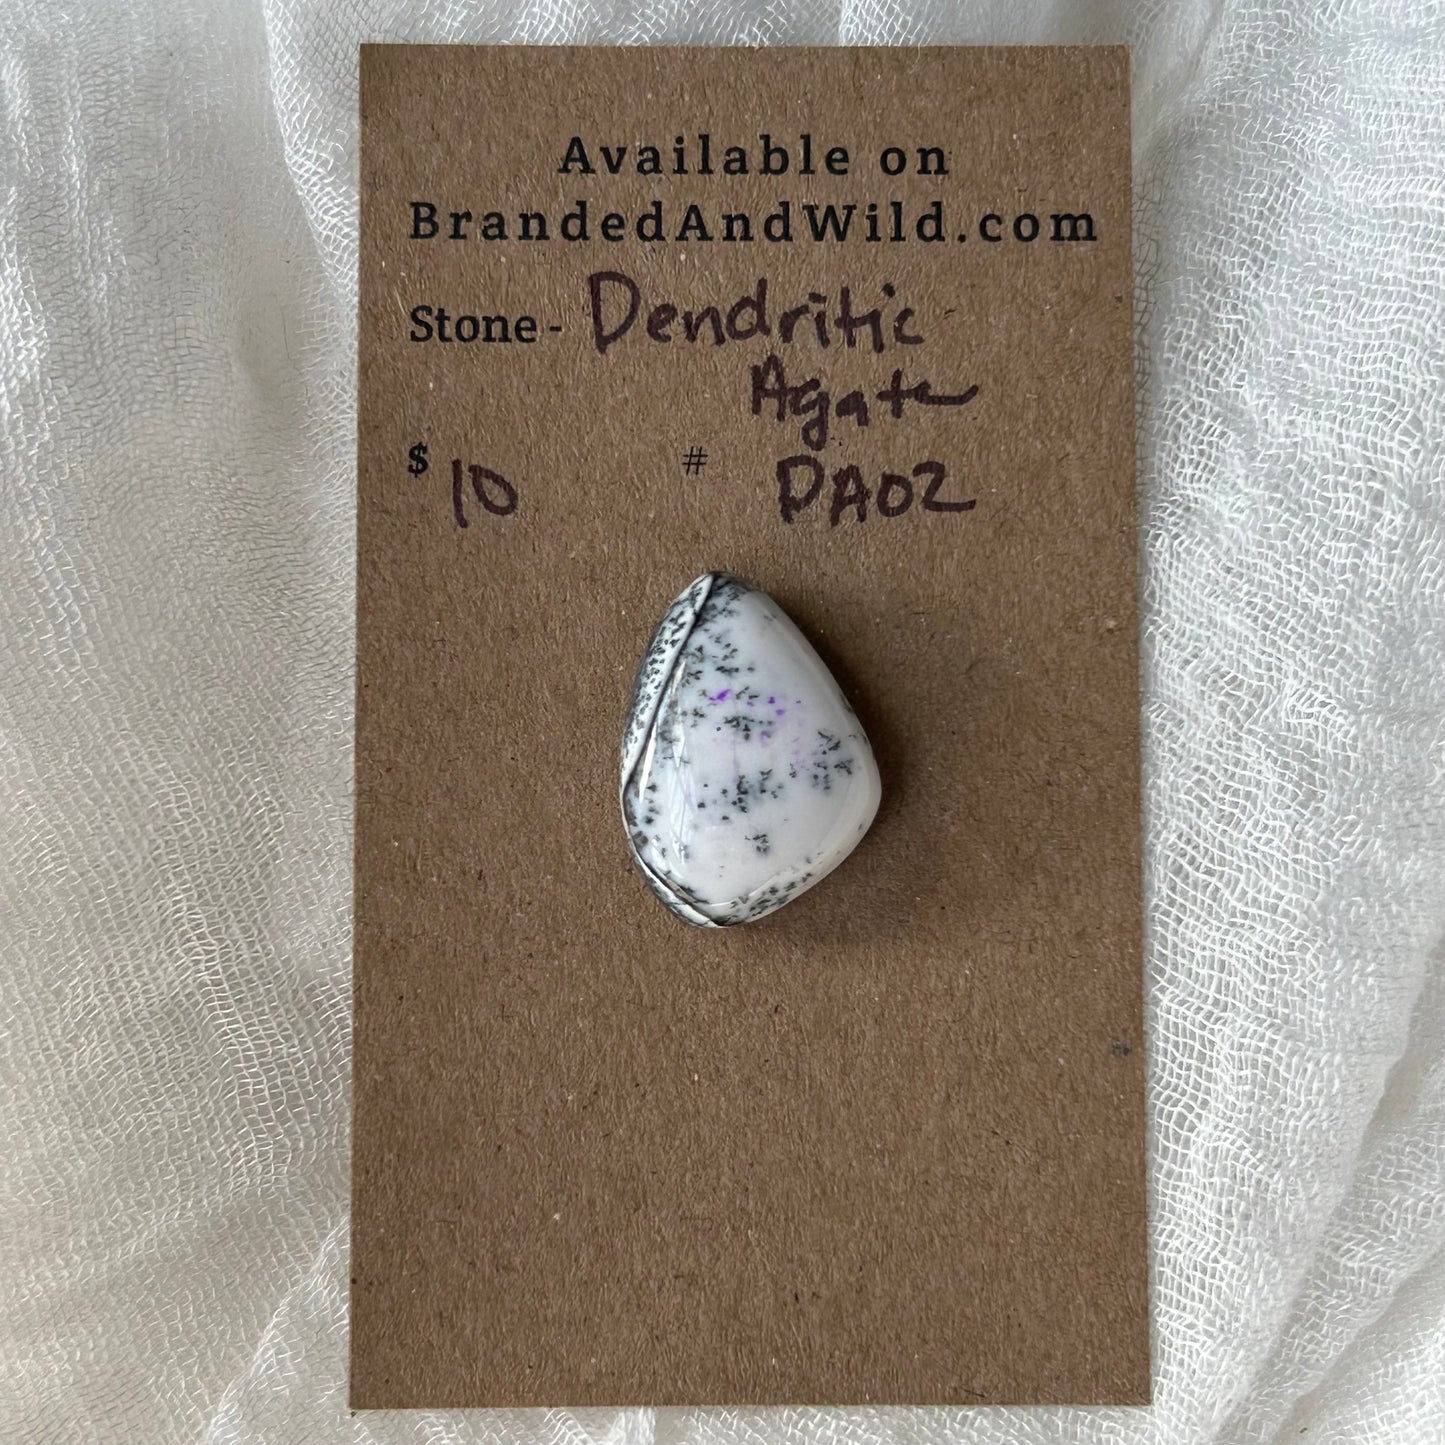 Available on
BrandedAndWild.com
Stone - Dendritic
Agate
$ 10 # DA02